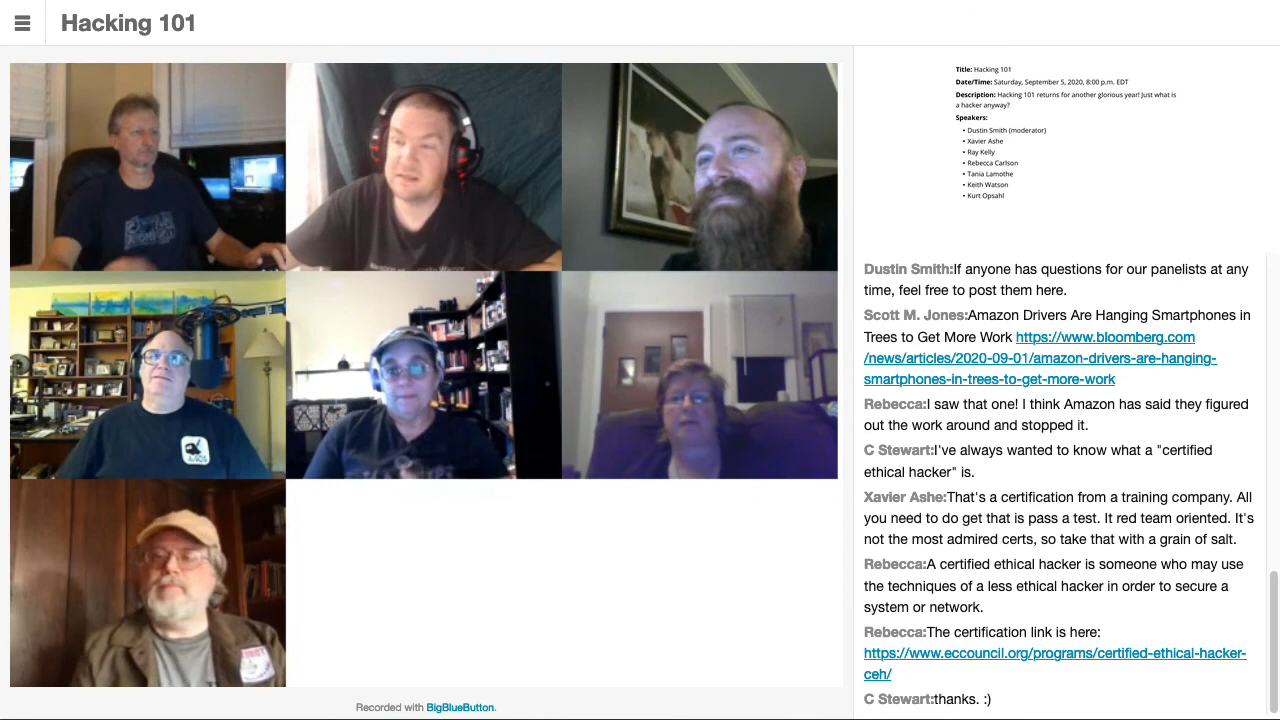 Hacking 101
Title: Hacking 101
Date/Time: Saturday, September 5, 2020, 8:00 p.m. EDT
Description: Hacking 101 returns for another glorious year! Just what is
a hacker anyway?
Speakers:
• Dustin Smith (moderator)
• Xavier Ashe
• Ray Kelly
• Rebecca Carlson
• Tania Lamothe
• Keith Watson
• Kurt Opsahl
Dustin Smith:If anyone has questions for our panelists at any
time, feel free to post them here.
Scott M. Jones:Amazon Drivers Are Hanging Smartphones in
Trees to Get More Work https://www.bloomberg.com
/news/articles/2020-09-01/amazon-drivers-are-hanging-
smartphones-in-trees-to-get-more-work
Rebecca:I saw that one! I think Amazon has said they figured
out the work around and stopped it.
C Stewart:I've always wanted to know what a "certified
ethical hacker" is.
Xavier Ashe:That's a certification from a training company. All
you need to do get that is pass a test. It red team oriented. It's
not the most admired certs, so take that with a grain of salt.
Rebecca:A certified ethical hacker is someone who may use
the techniques of a less ethical hacker in order to secure a
system or network.
Rebecca:The certification link is here:
https://www.eccouncil.org/programs/certified-ethical-hacker-
ceh/
C Stewart:thanks. :)
Recorded with BigBlueButton.